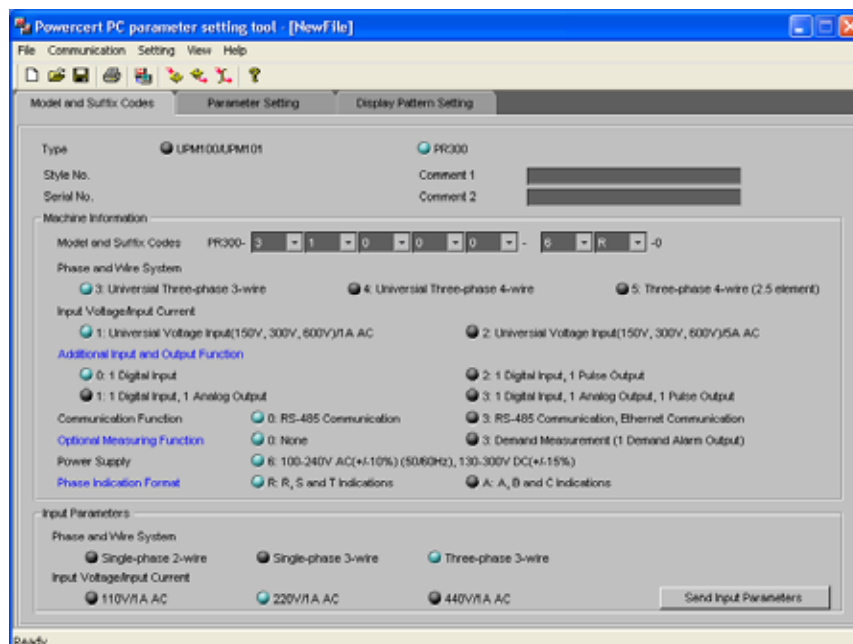 Powercert PC parameter setting tool - [NewFile]
File Communication Setting View Help
Model and Suffix Codes Parameter Setting Display Pattern Setting
Type UPM100/UPM101 PR300
Style No. Comment 1
Serial No. Comment 2
Machine Information
Model and Suffix Codes PR300- 3 1 0 0 0 - 6 R -0
Phase and Wire System
3: Universial Three-phase 3-wire 4: Universial Three-phase 4-wire 5: Three-phase 4-wire (2.5 element)
Input Voltage/Input Current
1: Universial Voltage Input(150V, 300V, 600V)/1A AC 2: Universial Voltage Input(150V, 300V, 600V)/5A AC
Additional Input and Output Function
0: 1 Digital Input 2: 1 Digital Input, 1 Pulse Output
1: 1 Digital Input, 1 Analog Output 3: 1 Digital Input, 1 Analog Output, 1 Pulse Output
Communication Function 0: RS-485 Communication 3: RS-485 Communication, Ethernet Communication
Optional Measuring Function 0: None 3: Demand Measurement (1 Demand Alarm Output)
Power Supply 6: 100-240V AC(+/-10%) (50/60Hz), 130-300V DC(+/-15%)
Phase Indication Format R: R, S and T Indications A: A, B and C Indications
Input Parameters
Phase and Wire System
Single-phase 2-wire Single-phase 3-wire Three-phase 3-wire
Input Voltage/Input Current
110V/1A AC 220V/1A AC 440V/1A AC Send Input Parameters
Ready